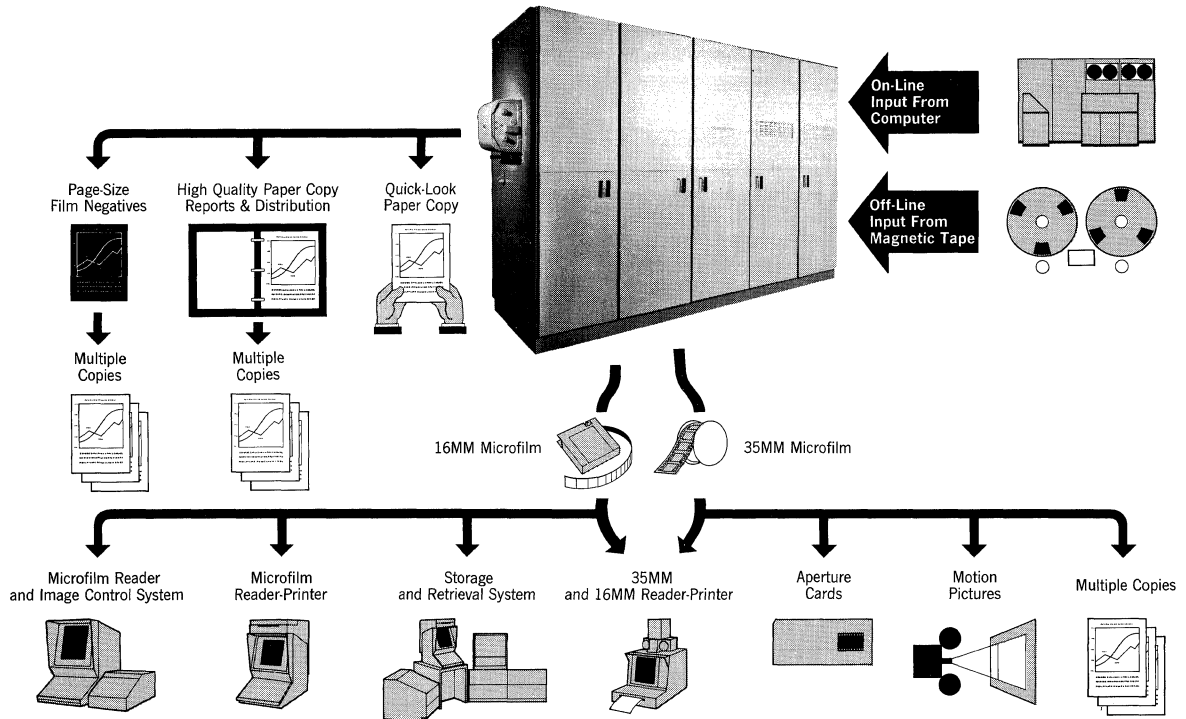 On-Line
Input From
Computer
Off-Line
Input From
Magnetic Tape
Page-Size
Film Negatives
High Quality Paper Copy
Reports & Distribution
Quick-Look
Paper Copy
Multiple
Copies
Multiple
Copies
16MM Microfilm
35MM Microfilm
Microfilm Reader
and Image Control System
Microfilm
Reader-Printer
Storage
and Retrieval System
35MM
and 16MM Reader-Printer
Aperture
Cards
Motion
Pictures
Multiple Copies